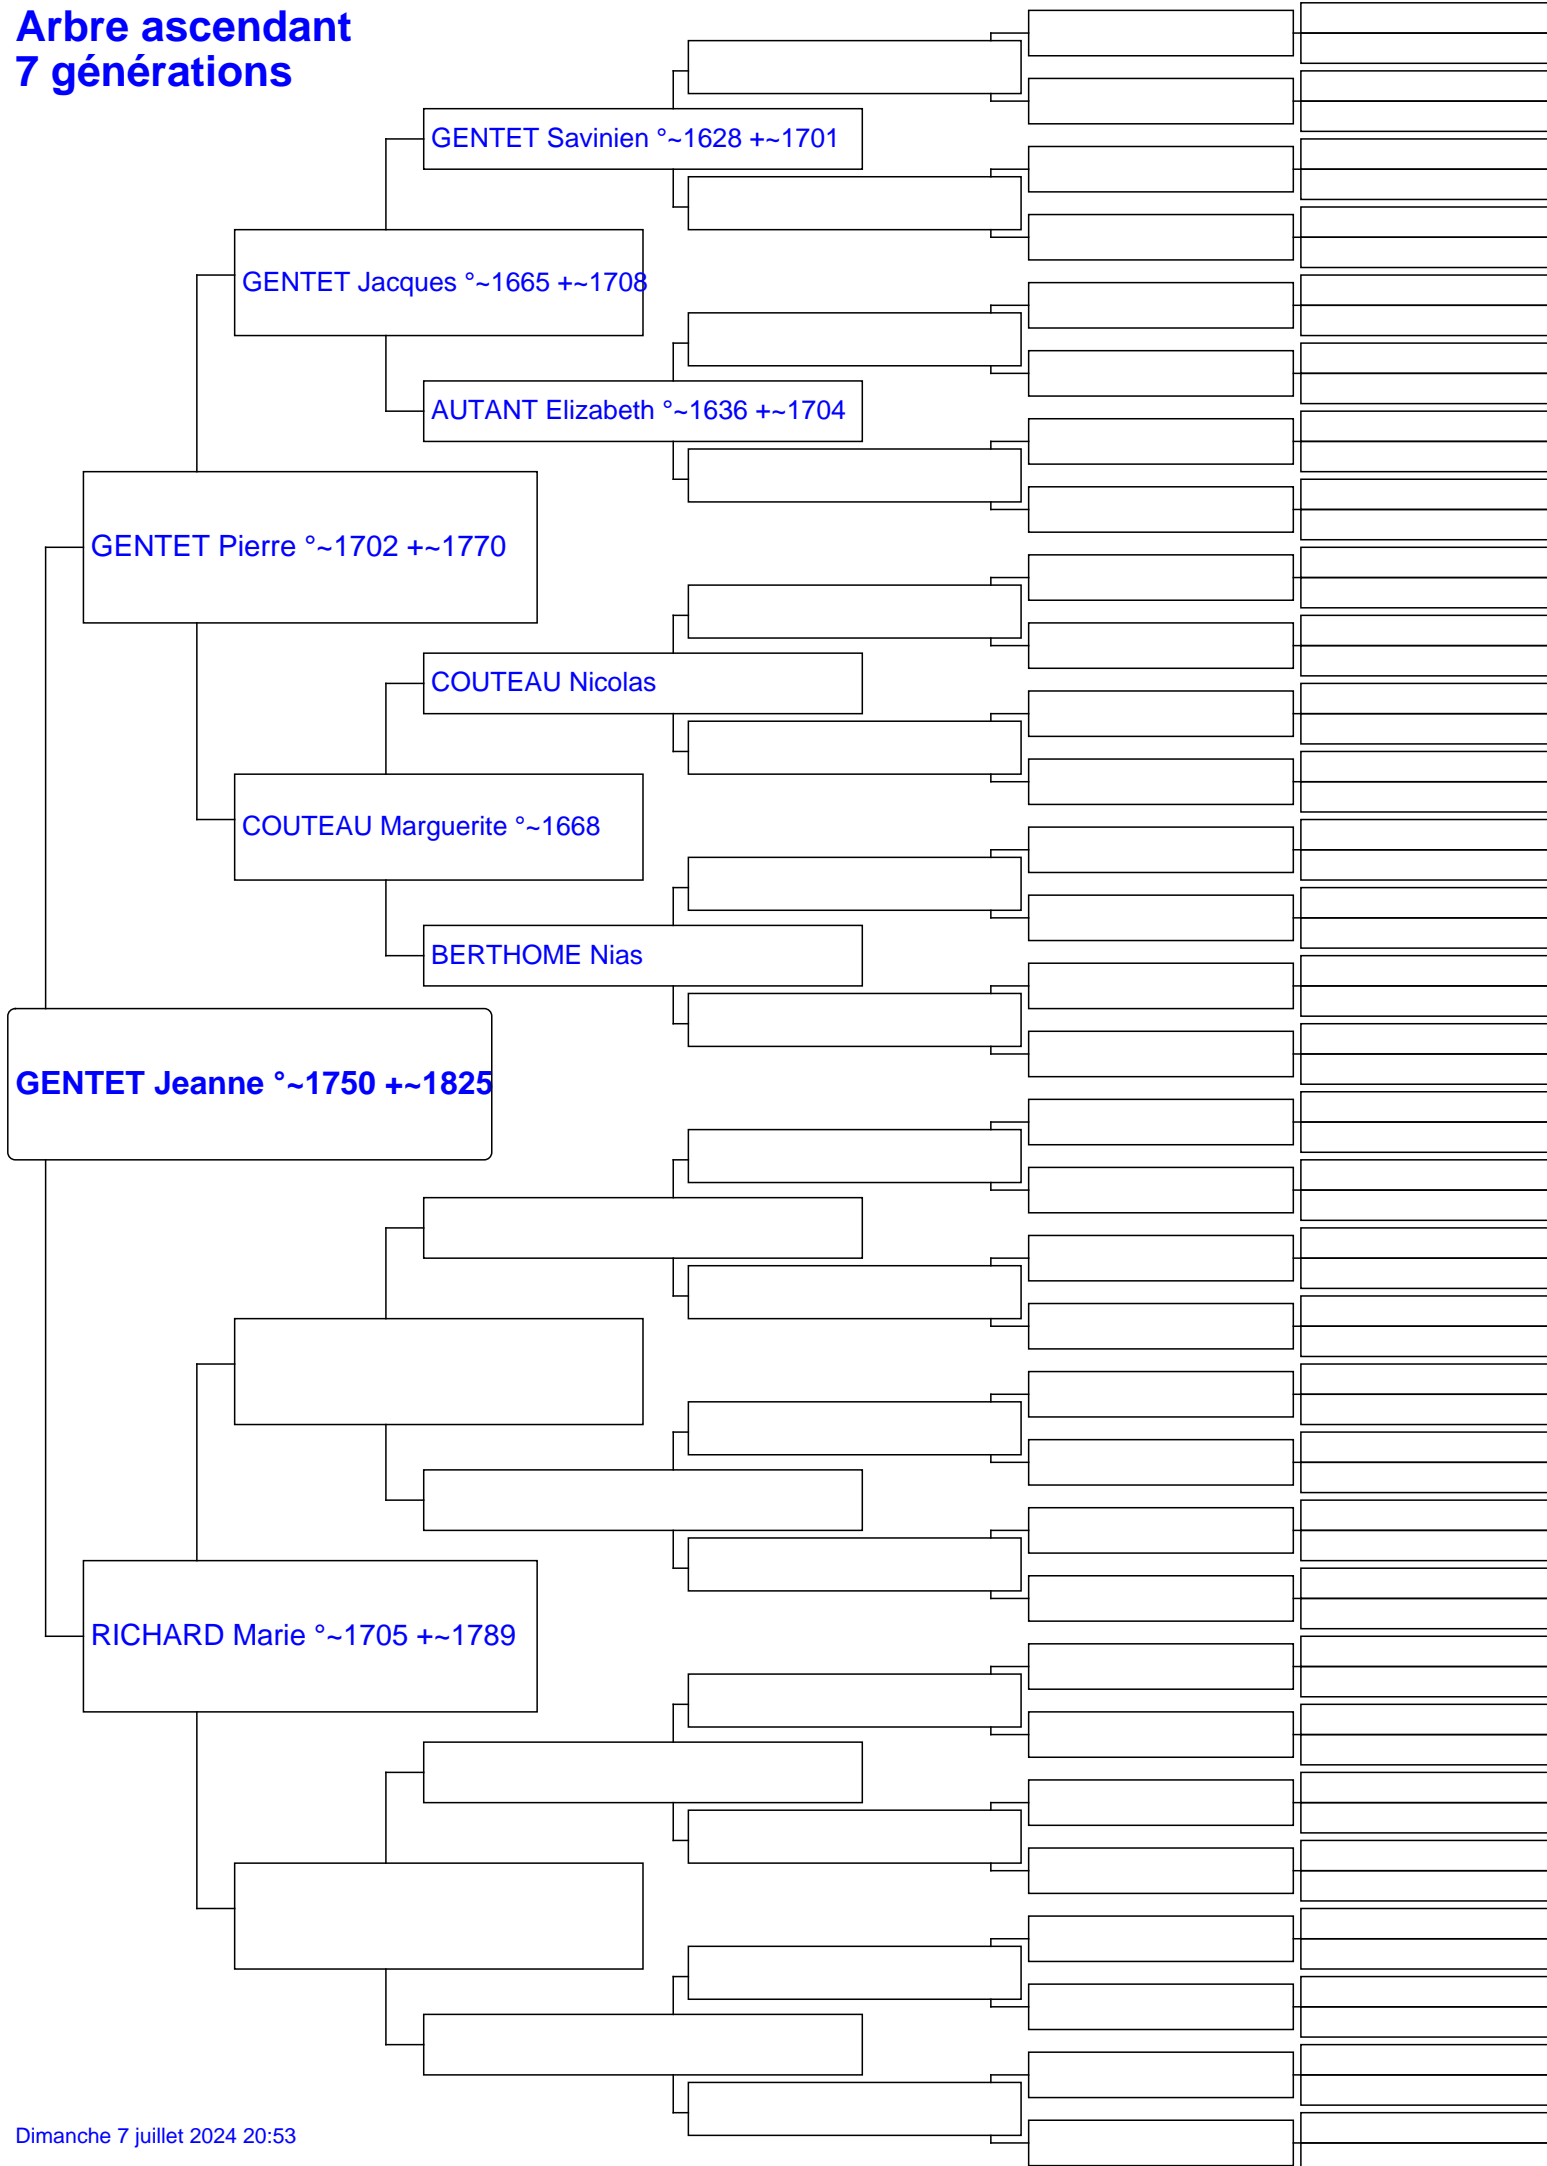 Arbre ascendant
7 générations
GENTET Savinien °~1628 +~1701
GENTET Jacques °~1665 +~1708
AUTANT Elizabeth °~1636 +~1704
GENTET Pierre °~1702 +~1770
COUTEAU Nicolas
COUTEAU Marguerite °~1668
BERTHOME Nias
GENTET Jeanne °~1750 +~1825
RICHARD Marie °~1705 +~1789
Dimanche 7 juillet 2024 20:53